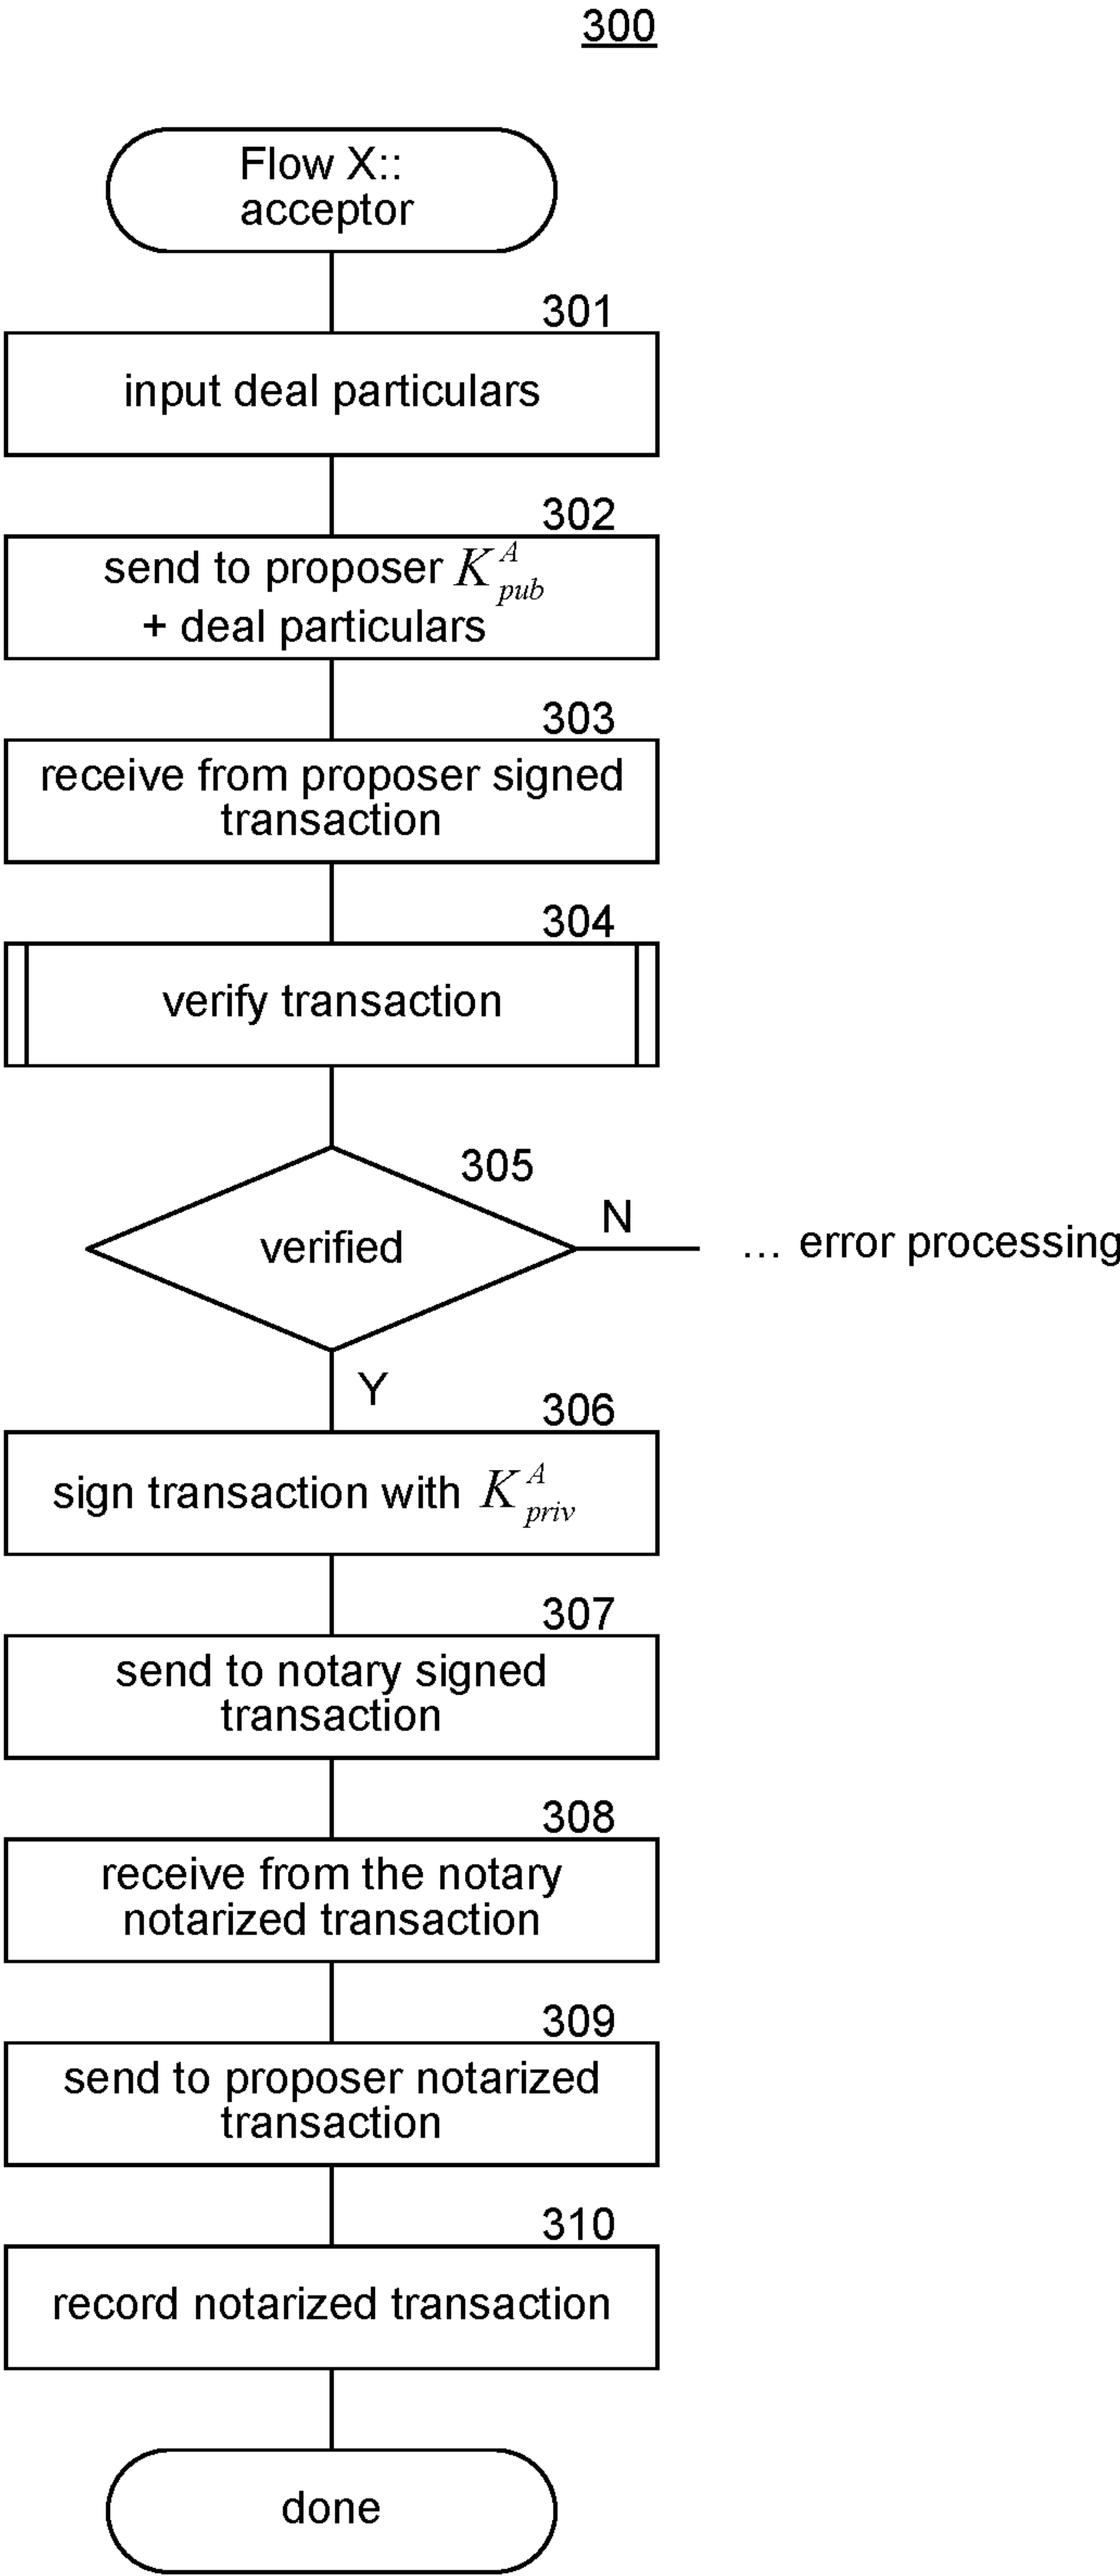 300
Flow X::
acceptor
301
input deal particulars
302
send to proposer K^A_pub
+ deal particulars
303
receive from proposer signed
transaction
304
verify transaction
305
verified
N
... error processing
Y
306
sign transaction with K^A_priv
307
send to notary signed
transaction
308
receive from the notary
notarized transaction
309
send to proposer notarized
transaction
310
record notarized transaction
done